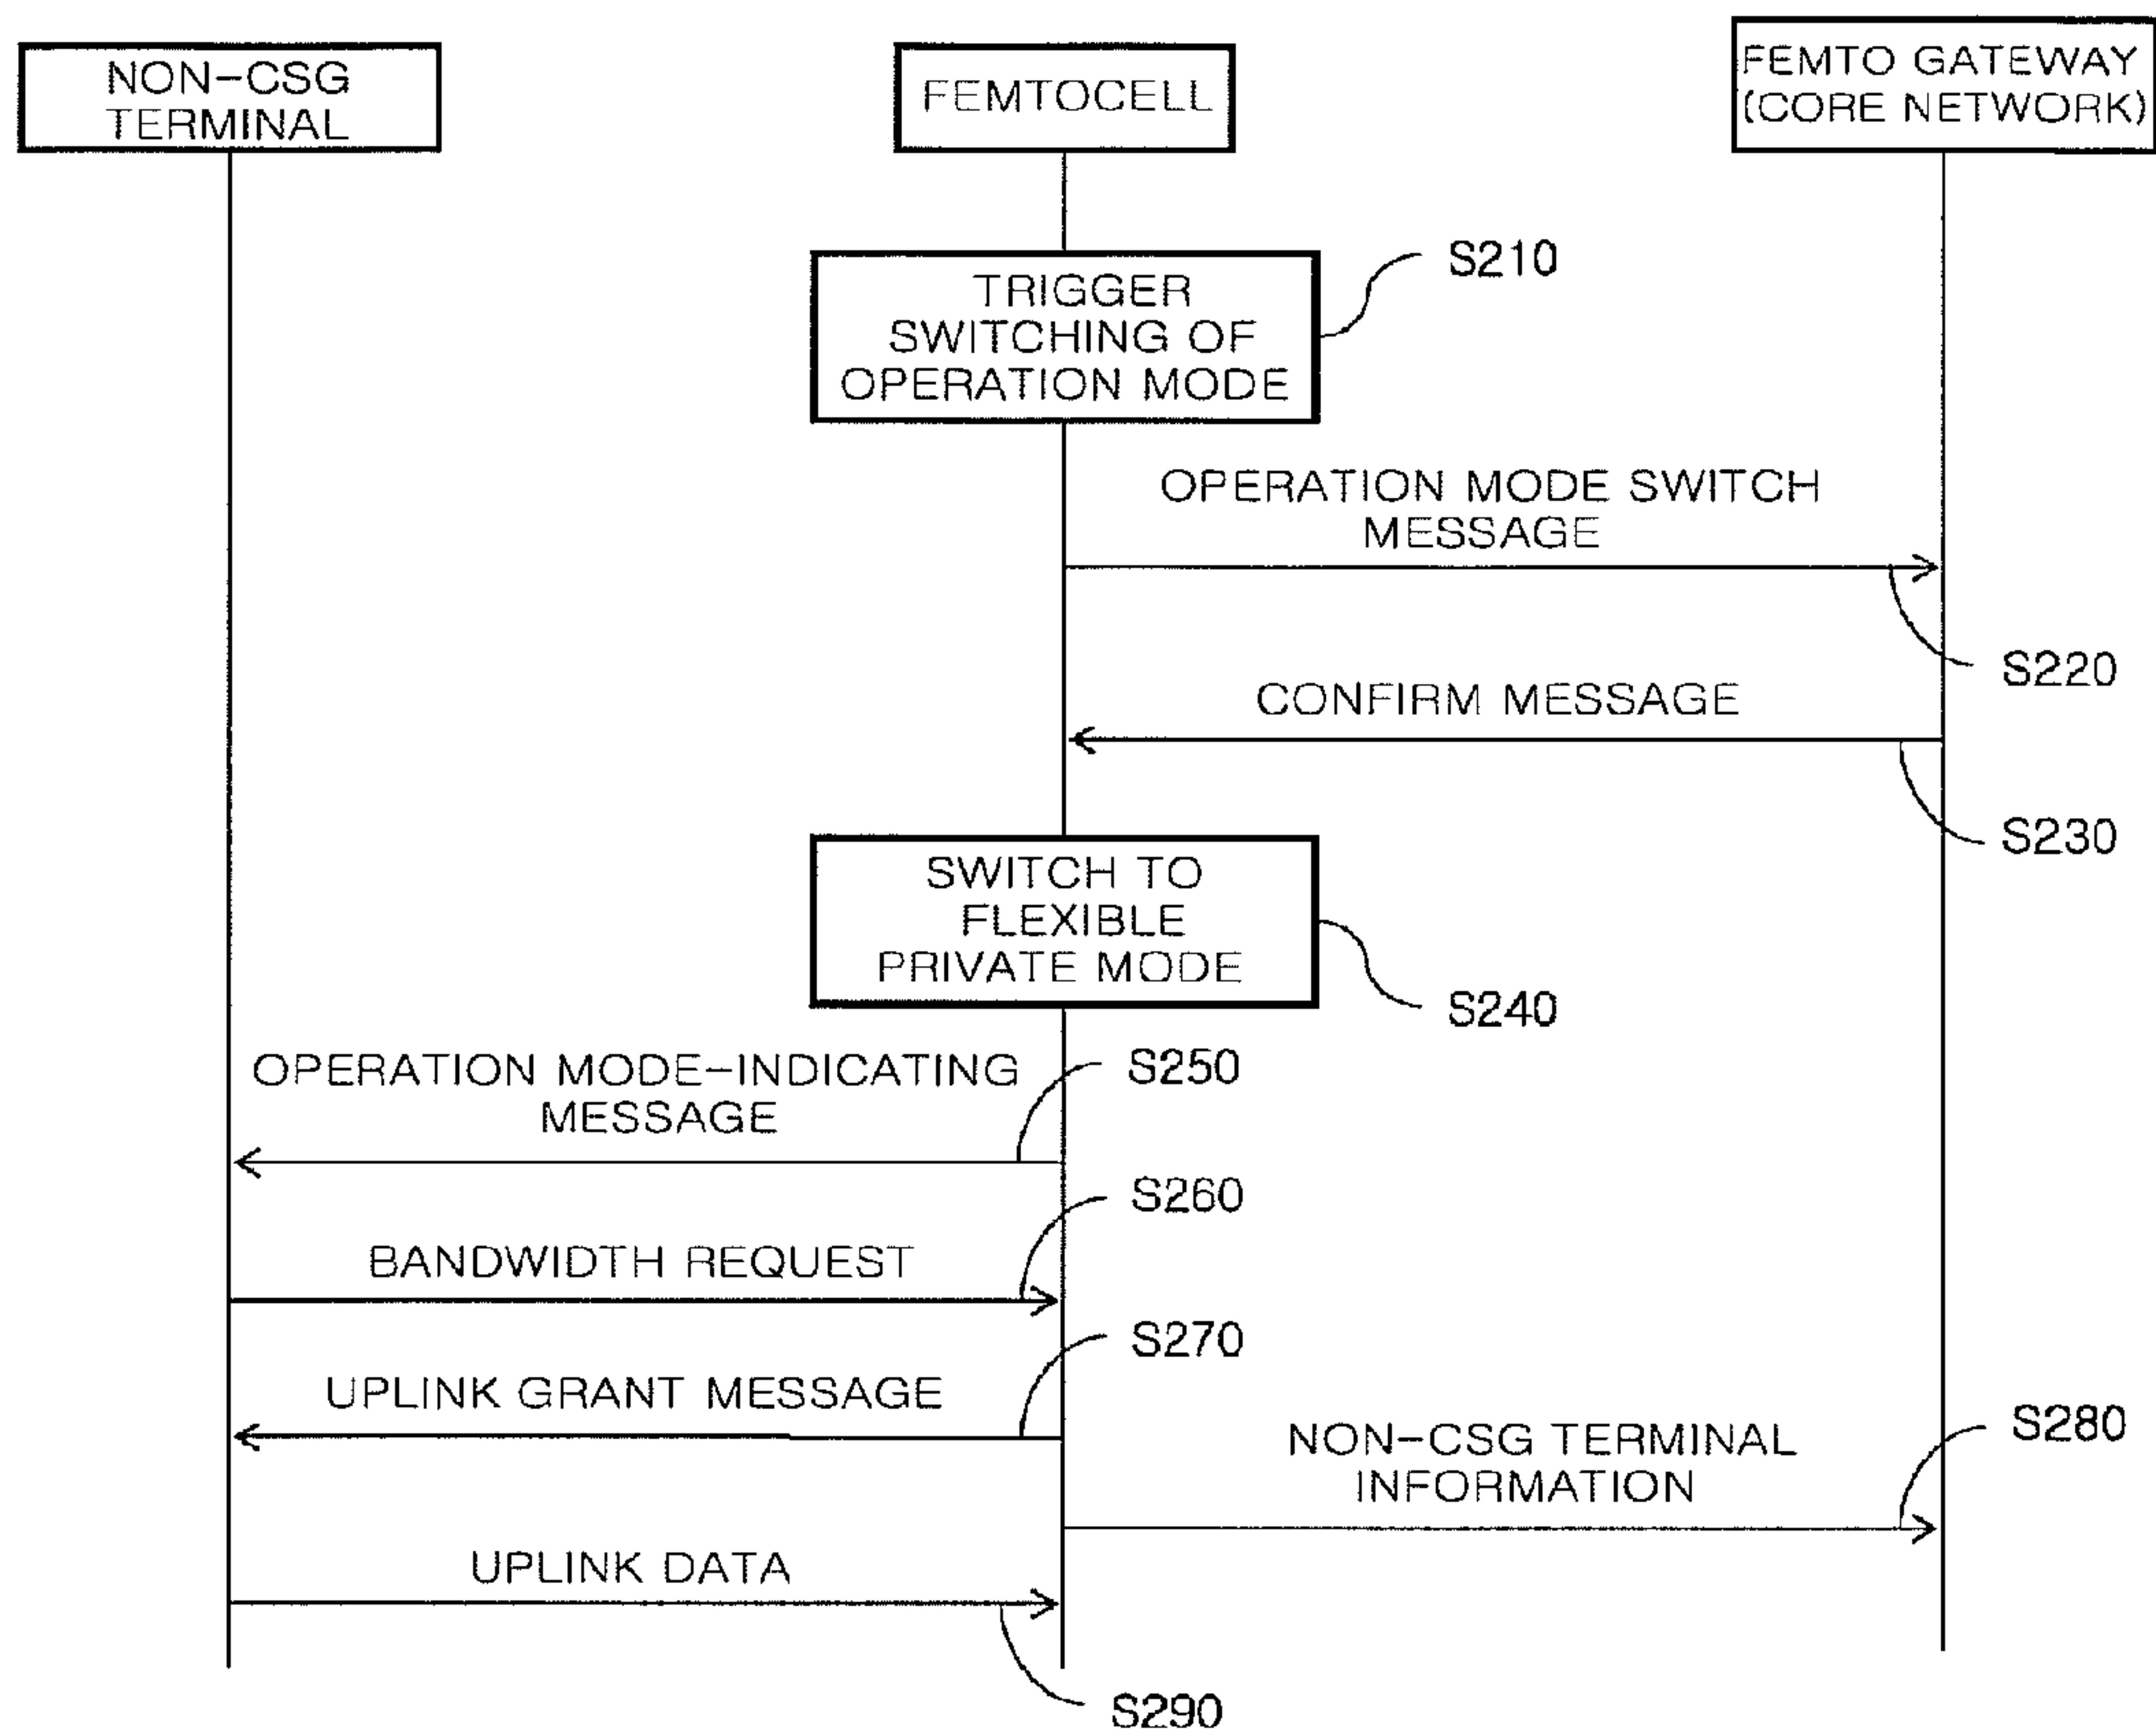 NON-CSG
TERMINAL
FEMTOCELL
FEMTO GATEWAY
(CORE NETWORK)
TRIGGER
SWITCHING OF
OPERATION MODE
S210
OPERATION MODE SWITCH
MESSAGE
S220
CONFIRM MESSAGE
S230
SWITCH TO
FLEXIBLE
PRIVATE MODE
S240
OPERATION MODE-INDICATING
MESSAGE
S250
S260
BANDWIDTH REQUEST
S270
UPLINK GRANT MESSAGE
NON-CSG TERMINAL
INFORMATION
S280
UPLINK DATA
S290